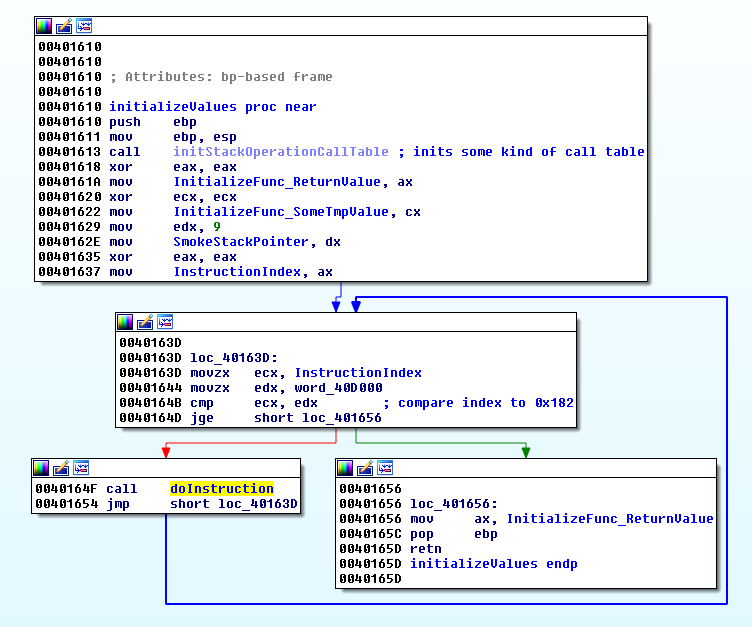 00401610
00401610
00401610 ; Attributes: bp-based frame
00401610
00401610 initializeValues proc near
00401610 push    ebp
00401611 mov     ebp, esp
00401613 call    initStackOperationCallTable ; inits some kind of call table
00401618 xor     eax, eax
0040161A mov     InitializeFunc_ReturnValue, ax
00401620 xor     ecx, ecx
00401622 mov     InitializeFunc_SomeTmpValue, cx
00401629 mov     edx, 9
0040162E mov     SmokeStackPointer, dx
00401635 xor     eax, eax
00401637 mov     InstructionIndex, ax
0040163D
0040163D loc_40163D:
0040163D movzx   ecx, InstructionIndex
00401644 movzx   edx, word_40D000
0040164B cmp     ecx, edx        ; compare index to 0x182
0040164D jge     short loc_401656
0040164F call    doInstruction
00401654 jmp     short loc_40163D
00401656
00401656 loc_401656:
00401656 mov     ax, InitializeFunc_ReturnValue
0040165C pop     ebp
0040165D retn
0040165D initializeValues endp
0040165D